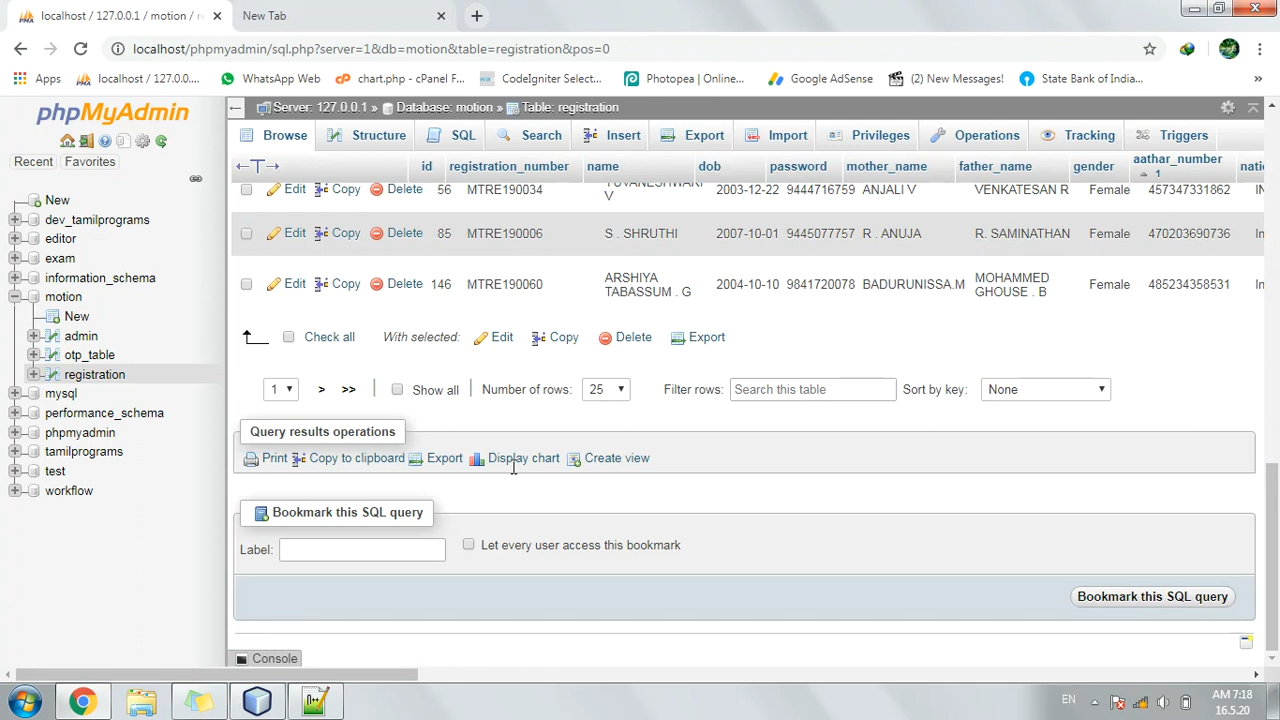 localhost / 127.0.0.1 / motion / re
New Tab
localhost/phpmyadmin/sql.php?server=1&db=motion&table=registration&pos=0
Apps
localhost / 127.0.0....
WhatsApp Web
chart.php - cPanel F...
CodeIgniter Select...
Photopea | Online...
Google AdSense
(2) New Messages!
State Bank of India...
phpMyAdmin
Recent
Favorites
New
dev_tamilprograms
editor
exam
information_schema
motion
New
admin
otp_table
registration
mysql
performance_schema
phpmyadmin
tamilprograms
test
workflow
Server: 127.0.0.1 » Database: motion » Table: registration
Browse Structure SQL Search Insert Export Import Privileges Operations Tracking Triggers
id registration_number name dob password mother_name father_name gender aathar_number 1
Edit Copy Delete 56 MTRE190034 YUVANESHWARI V 2003-12-22 9444716759 ANJALI V VENKATESAN R Female 457347331862
Edit Copy Delete 85 MTRE190006 S . SHRUTHI 2007-10-01 9445077757 R . ANUJA R. SAMINATHAN Female 470203690736 In
Edit Copy Delete 146 MTRE190060 ARSHIYA TABASSUM . G 2004-10-10 9841720078 BADURUNISSA.M MOHAMMED GHOUSE . B Female 485234358531 In
Check all With selected: Edit Copy Delete Export
1 > >> Show all Number of rows: 25 Filter rows: Search this table Sort by key: None
Query results operations
Print Copy to clipboard Export Display chart Create view
Bookmark this SQL query
Label: Let every user access this bookmark
Bookmark this SQL query
Console
EN
AM 7:18
16.5.20